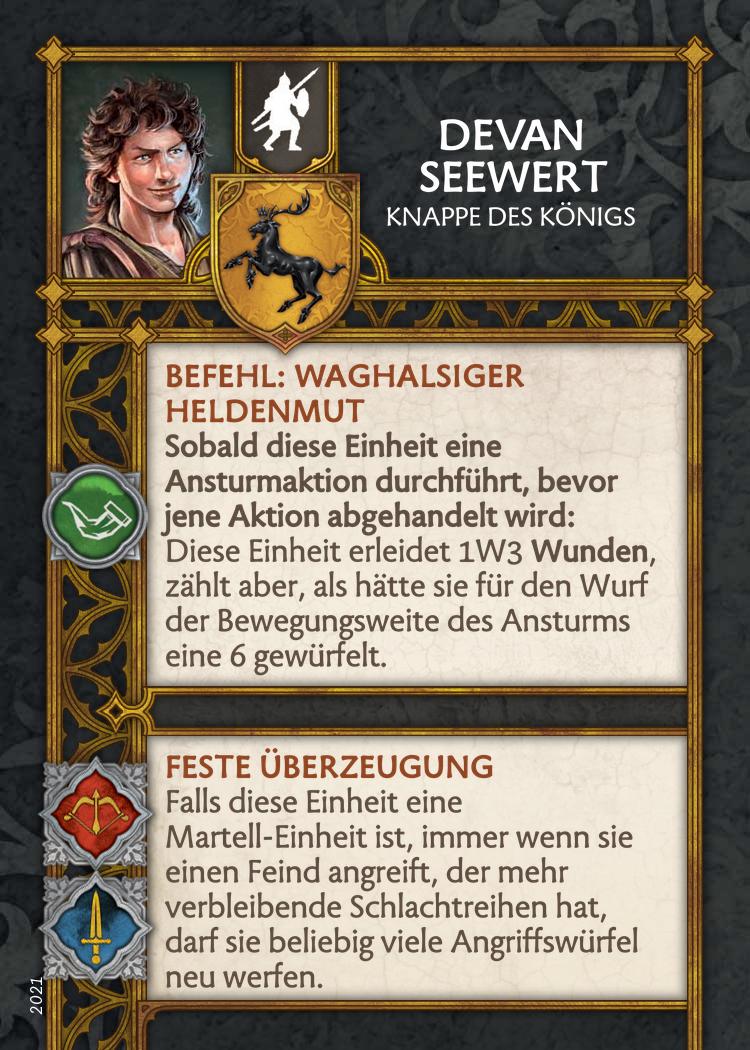 DEVAN
SEEWERT
KNAPPE DES KÖNIGS
BEFEHL: WAGHALSIGER
HELDENMUT
Sobald diese Einheit eine
Ansturmaktion durchführt, bevor
jene Aktion abgehandelt wird:
Diese Einheit erleidet 1W3 Wunden,
zählt aber, als hätte sie für den Wurf
der Bewegungsweite des Ansturms
eine 6 gewürfelt.
FESTE ÜBERZEUGUNG
Falls diese Einheit eine
Martell-Einheit ist, immer wenn sie
einen Feind angreift, der mehr
verbleibende Schlachtreihen hat,
darf sie beliebig viele Angriffswürfel
neu werfen.
2021